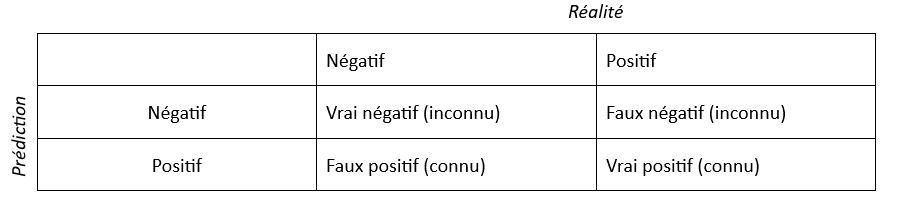 Réalité
Négatif Positif
Prédiction
Négatif Vrai négatif (inconnu) Faux négatif (inconnu)
Positif Faux positif (connu) Vrai positif (connu)